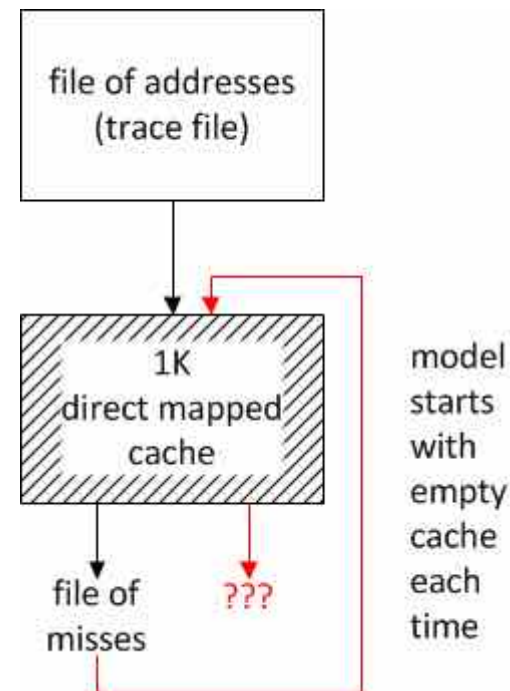 file of addresses
(trace file)
1K
direct mapped
cache
model
starts
with
empty
cache
each
time
file of
misses
???